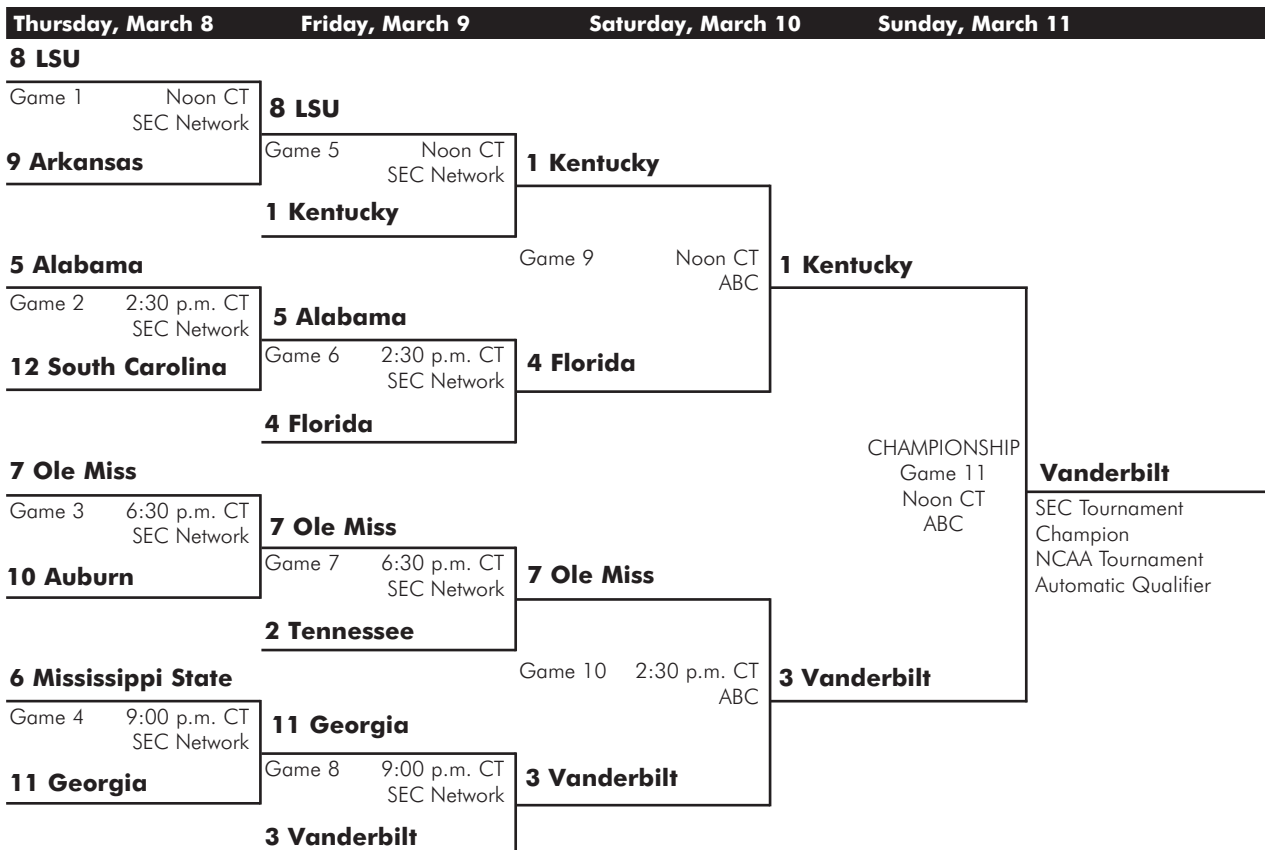 Thursday, March 8 Friday, March 9 Saturday, March 10 Sunday, March 11
8 LSU
Game 1 Noon CT
SEC Network
9 Arkansas
5 Alabama
Game 2 2:30 p.m. CT
SEC Network
12 South Carolina
7 Ole Miss
Game 3 6:30 p.m. CT
SEC Network
10 Auburn
6 Mississippi State
Game 4 9:00 p.m. CT
SEC Network
11 Georgia
8 LSU
Game 5 Noon CT
SEC Network
1 Kentucky
5 Alabama
Game 6 2:30 p.m. CT
SEC Network
4 Florida
7 Ole Miss
Game 7 6:30 p.m. CT
SEC Network
2 Tennessee
11 Georgia
Game 8 9:00 p.m. CT
SEC Network
3 Vanderbilt
1 Kentucky
Game 9 Noon CT
ABC
4 Florida
7 Ole Miss
Game 10 2:30 p.m. CT
ABC
3 Vanderbilt
1 Kentucky
CHAMPIONSHIP
Game 11
Noon CT
ABC
3 Vanderbilt
Vanderbilt
SEC Tournament
Champion
NCAA Tournament
Automatic Qualifier